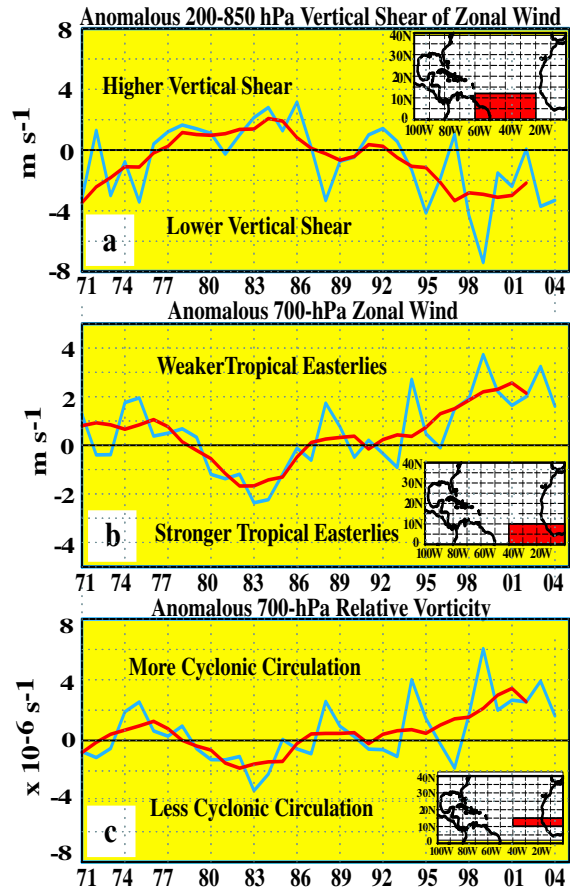 Anomalous 200-850 hPa Vertical Shear of Zonal Wind
8
4
0
-4
-8
m s-1
Higher Vertical Shear
Lower Vertical Shear
a
40N
30N
20N
10N
0
100W 80W 60W 40W 20W
71 74 77 80 83 86 89 92 95 98 01 04
Anomalous 700-hPa Zonal Wind
4
2
0
-2
-4
m s-1
WeakerTropical Easterlies
Stronger Tropical Easterlies
b
40N
30N
20N
10N
0
100W 80W 60W 40W 20W
71 74 77 80 83 86 89 92 95 98 01 04
Anomalous 700-hPa Relative Vorticity
8
4
0
-4
-8
x 10-6 s-1
More Cyclonic Circulation
Less Cyclonic Circulation
c
40N
30N
20N
10N
0
100W 80W 60W 40W 20W
71 74 77 80 83 86 89 92 95 98 01 04